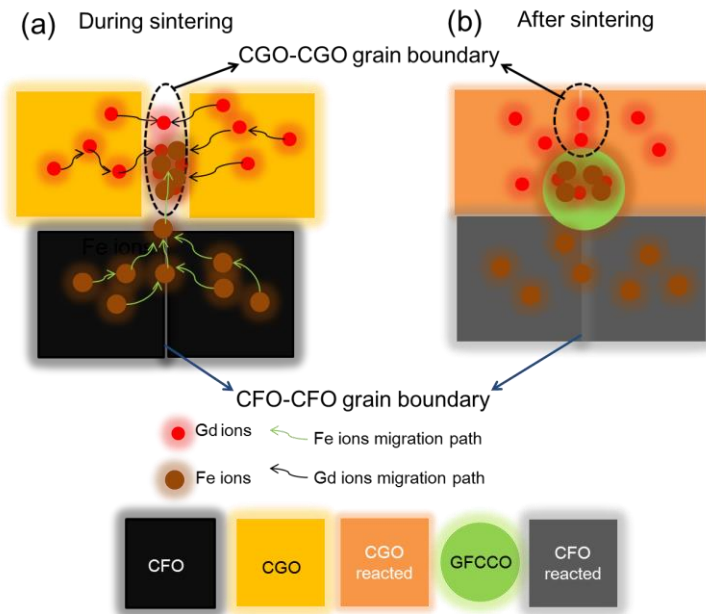 (a) During sintering
(b) After sintering
CGO-CGO grain boundary
Fe ions
CFO-CFO grain boundary
Gd ions
Fe ions migration path
Fe ions
Gd ions migration path
CFO
CGO
CGO
reacted
GFCCO
CFO
reacted